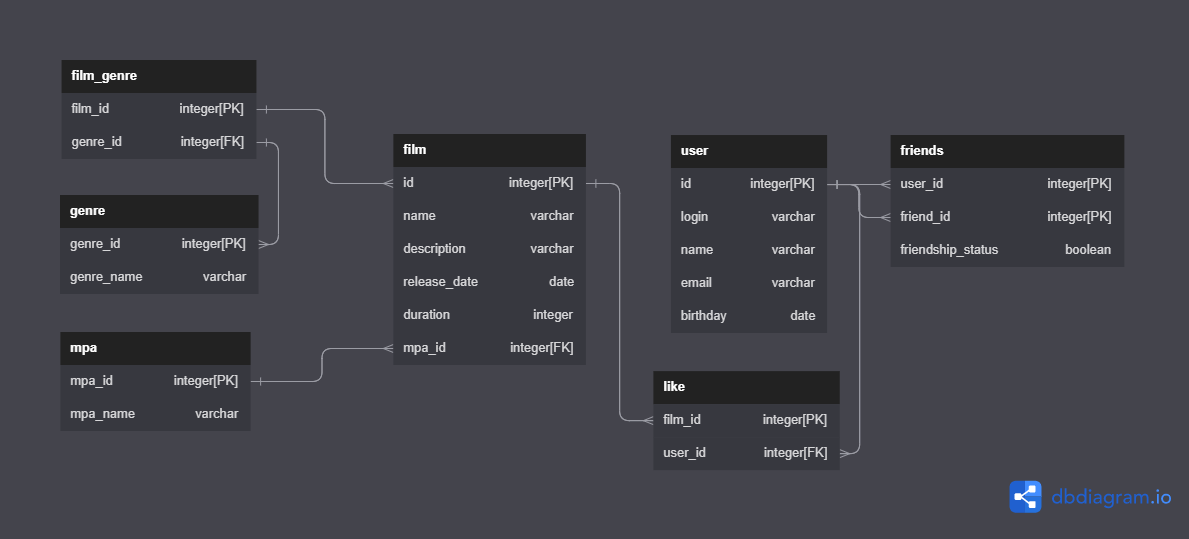 film_genre
film_id integer[PK]
genre_id integer[FK]
genre
genre_id integer[PK]
genre_name varchar
mpa
mpa_id integer[PK]
mpa_name varchar
film
id integer[PK]
name varchar
description varchar
release_date date
duration integer
mpa_id integer[FK]
user
id integer[PK]
login varchar
name varchar
email varchar
birthday date
like
film_id integer[PK]
user_id integer[FK]
friends
user_id integer[PK]
friend_id integer[PK]
friendship_status boolean
dbdiagram.io